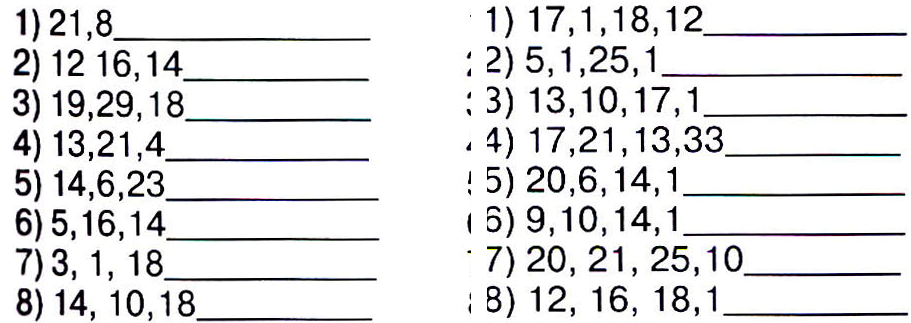 1) 21,8
2) 12 16,14
3) 19,29,18
4) 13,21,4
5) 14,6,23
6) 5,16,14
7) 3, 1, 18
8) 14, 10,18
1) 17,1,18,12
2) 5,1,25,1
3) 13,10,17,1
4) 17,21,13,33
5) 20,6,14,1
6) 9,10,14,1
7) 20, 21, 25,10
8) 12, 16, 18,1